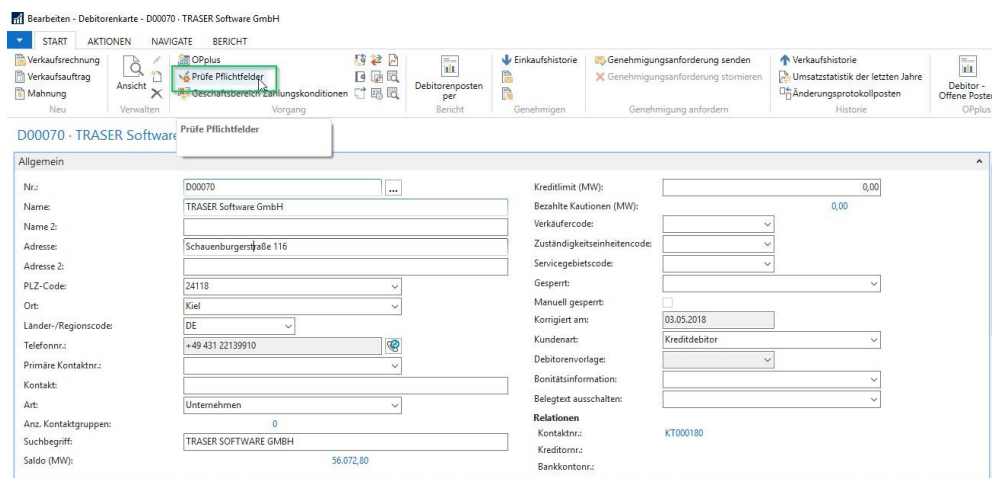 Bearbeiten - Debitorenkarte - D00070 · TRASER Software GmbH
START AKTIONEN NAVIGATE BERICHT
Verkaufsrechnung
Verkaufsauftrag
Mahnung
Neu
Ansicht
Verwalten
OPplus
Prüfe Pflichtfelder
Geschäftsbereich Zahlungskonditionen
Vorgang
Debitorenposten
per
Bericht
Einkaufshistorie
Genehmigen
Genehmigungsanforderung senden
Genehmigungsanforderung stornieren
Genehmigung anfordern
Verkaufshistorie
Umsatzstatistik der letzten Jahre
Änderungsprotokollposten
Historie
Debitor -
Offene Poste
OPplus
D00070 · TRASER Softwar
Prüfe Pflichtfelder
Allgemein
Nr.: D00070 ...
Name: TRASER Software GmbH
Name 2:
Adresse: Schauenburgerstraße 116
Adresse 2:
PLZ-Code: 24118
Ort: Kiel
Länder-/Regionscode: DE
Telefonnr.: +49 431 22139910
Primäre Kontaktnr.:
Kontakt:
Art: Unternehmen
Anz. Kontaktgruppen: 0
Suchbegriff: TRASER SOFTWARE GMBH
Saldo (MW): 56.072,80
Kreditlimit (MW): 0,00
Bezahlte Kautionen (MW): 0,00
Verkäufercode:
Zuständigkeitseinheitencode:
Servicegebietscode:
Gesperrt:
Manuell gesperrt:
Korrigiert am: 03.05.2018
Kundenart: Kreditdebitor
Debitorenvorlage:
Bonitätsinformation:
Belegtext ausschalten:
Relationen
Kontaktnr.: KT000180
Kreditornr.:
Bankkontonr.: